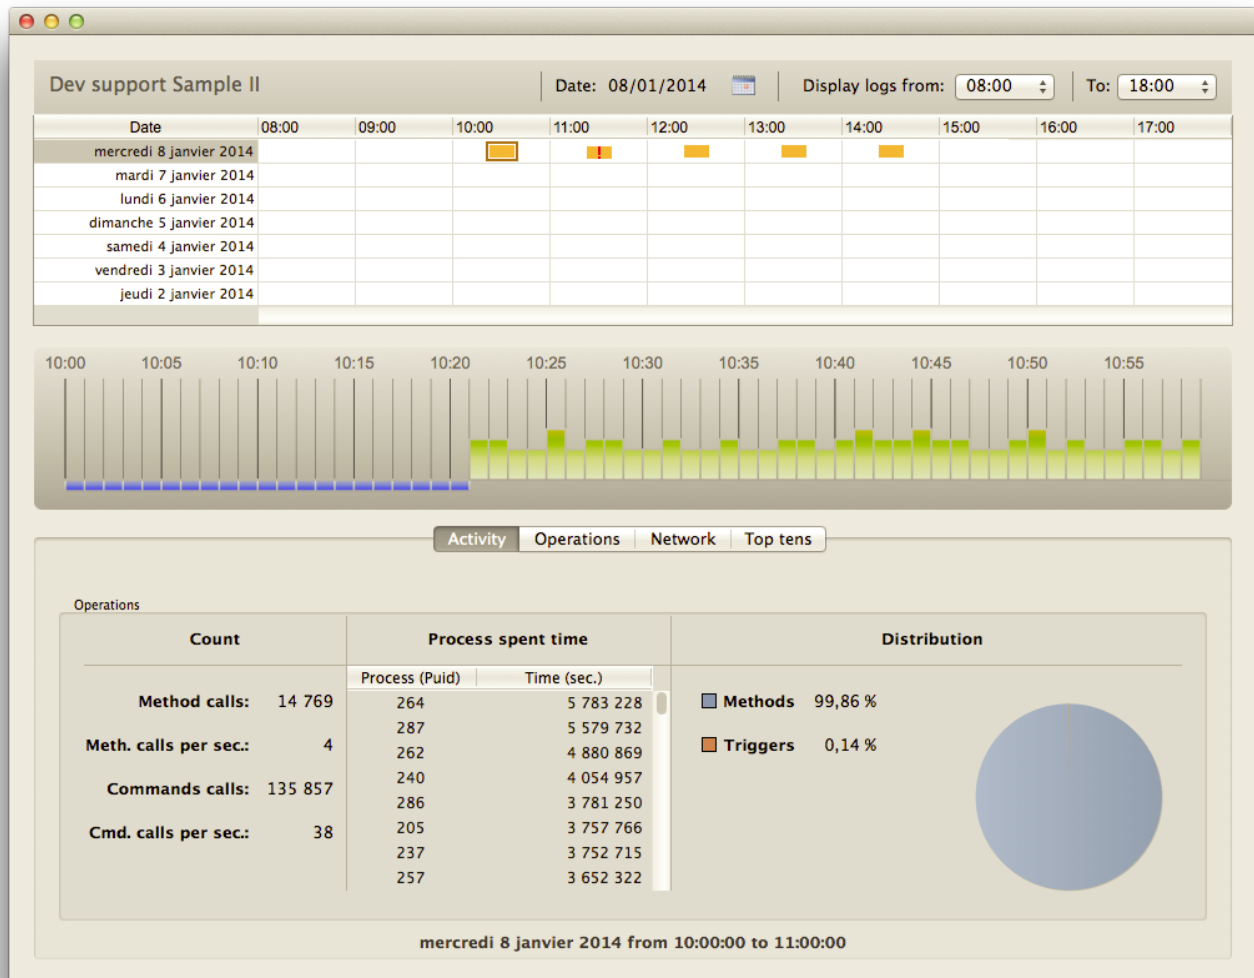 Dev support Sample II Date: 08/01/2014 Display logs from: 08:00 To: 18:00
Date 08:00 09:00 10:00 11:00 12:00 13:00 14:00 15:00 16:00 17:00
mercredi 8 janvier 2014
mardi 7 janvier 2014
lundi 6 janvier 2014
dimanche 5 janvier 2014
samedi 4 janvier 2014
vendredi 3 janvier 2014
jeudi 2 janvier 2014
10:00 10:05 10:10 10:15 10:20 10:25 10:30 10:35 10:40 10:45 10:50 10:55
Activity Operations Network Top tens
Operations
Count Process spent time Distribution
Process (Puid) Time (sec.)
Method calls: 14 769
Meth. calls per sec.: 4
Commands calls: 135 857
Cmd. calls per sec.: 38
264 5 783 228
287 5 579 732
262 4 880 869
240 4 054 957
286 3 781 250
205 3 757 766
237 3 752 715
257 3 652 322
Methods 99,86 %
Triggers 0,14 %
mercredi 8 janvier 2014 from 10:00:00 to 11:00:00